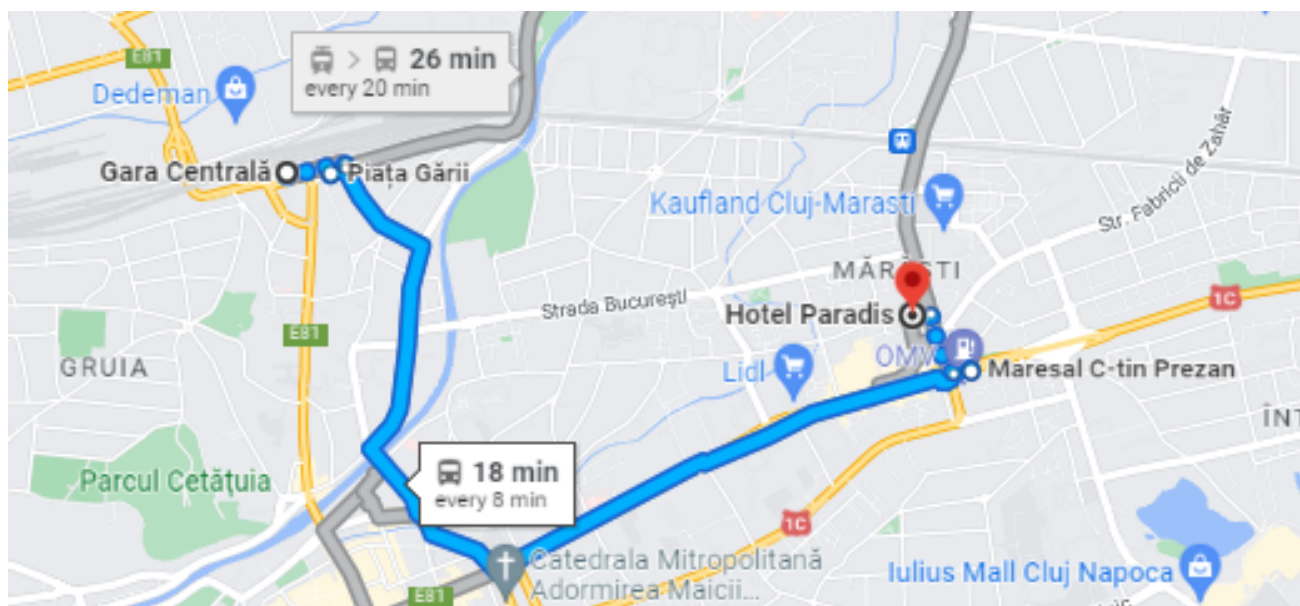 E81
26 min
every 20 min
Dedeman
Gara Centrală
Piața Gării
Str. Fabricii de Zahăr
Kaufland Cluj-Marasti
MĂRĂȘTI
1C
Strada București
Hotel Paradis
E81
OMV
GRUIA
Lidl
Maresal C-tin Prezan
ÎNT
Parcul Cetățuia
18 min
every 8 min
1C
Catedrala Mitropolitană
Adormirea Maicii...
Iulius Mall Cluj Napoca
E81